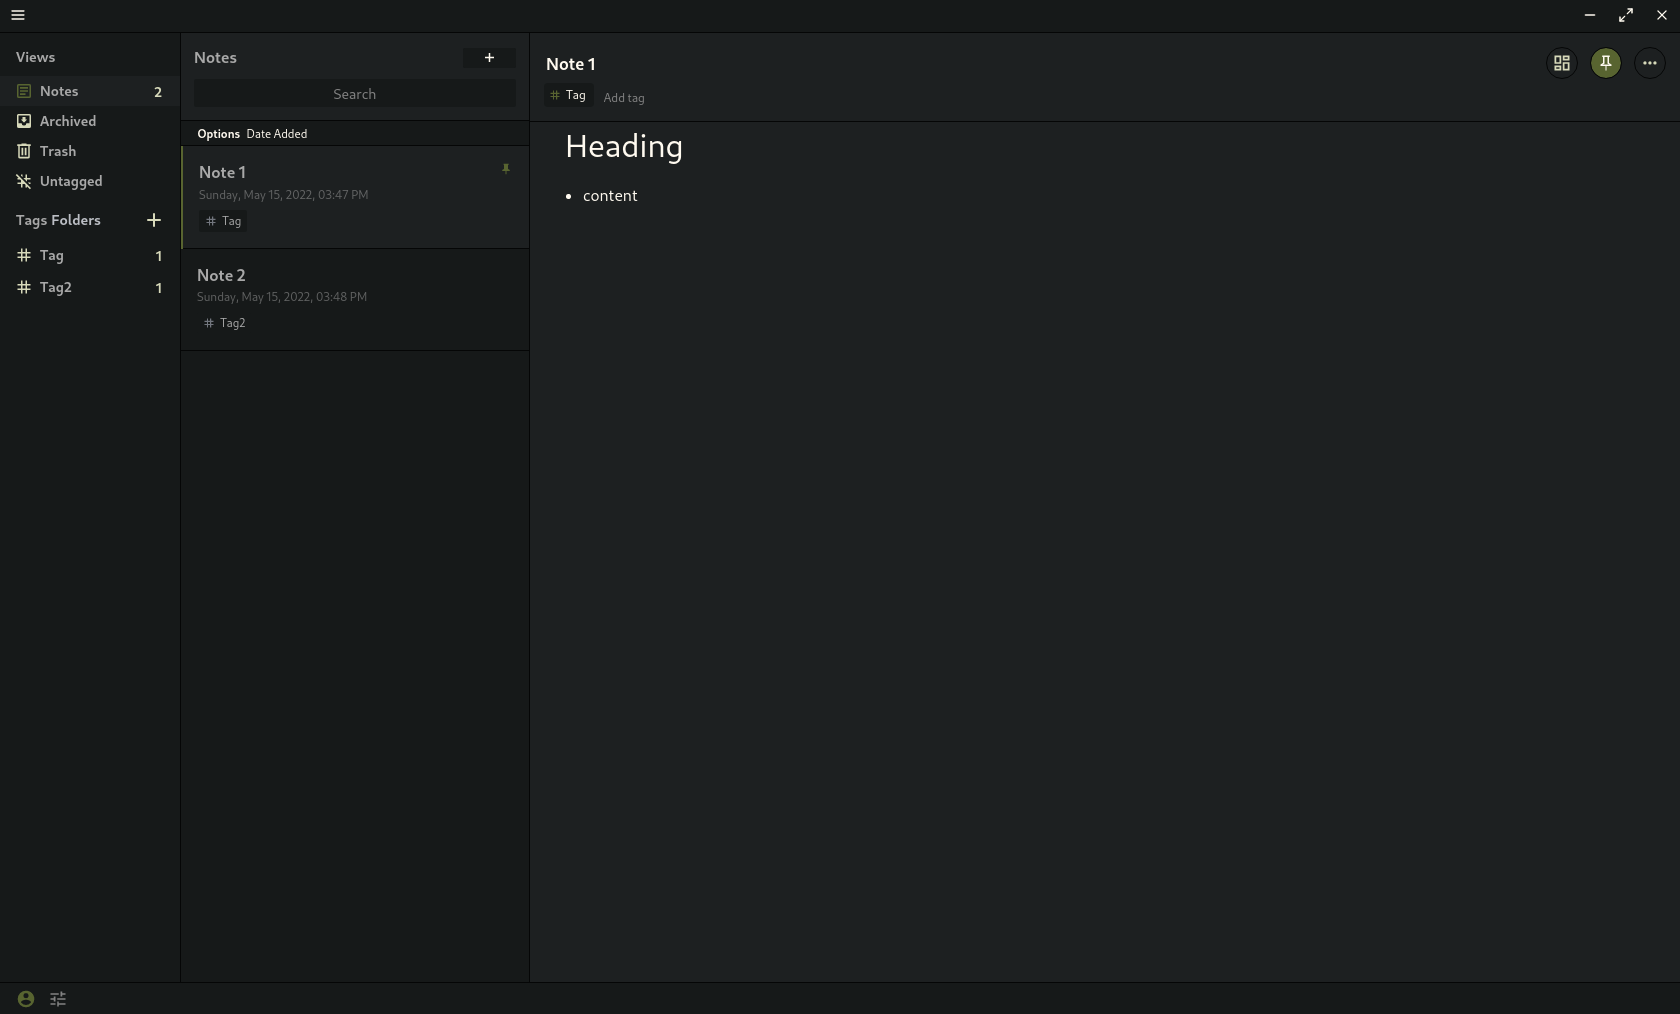 Views
Notes 2
Archived
Trash
Untagged
Tags Folders
Tag 1
Tag2 1
Notes
Search
Options Date Added
Note 1
Sunday, May 15, 2022, 03:47 PM
Tag
Note 2
Sunday, May 15, 2022, 03:48 PM
Tag2
Note 1
Tag Add tag
Heading
• content